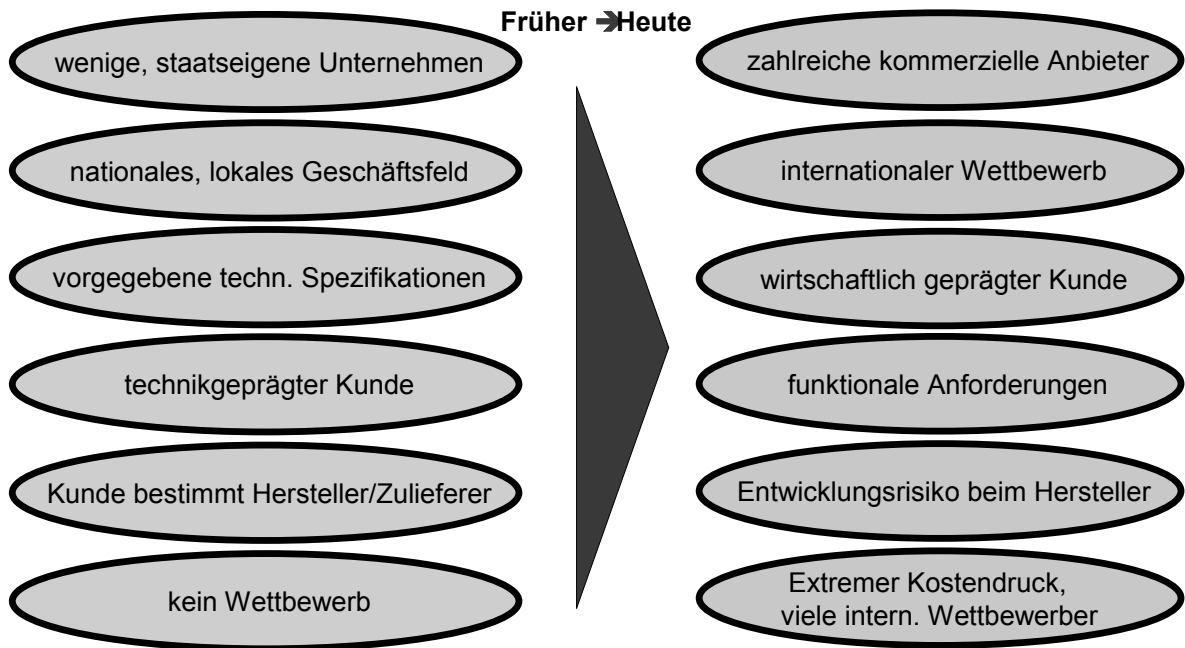 Früher ➔Heute
wenige, staatseigene Unternehmen
zahlreiche kommerzielle Anbieter
nationales, lokales Geschäftsfeld
internationaler Wettbewerb
vorgegebene techn. Spezifikationen
wirtschaftlich geprägter Kunde
technikgeprägter Kunde
funktionale Anforderungen
Kunde bestimmt Hersteller/Zulieferer
Entwicklungsrisiko beim Hersteller
kein Wettbewerb
Extremer Kostendruck,
viele intern. Wettbewerber